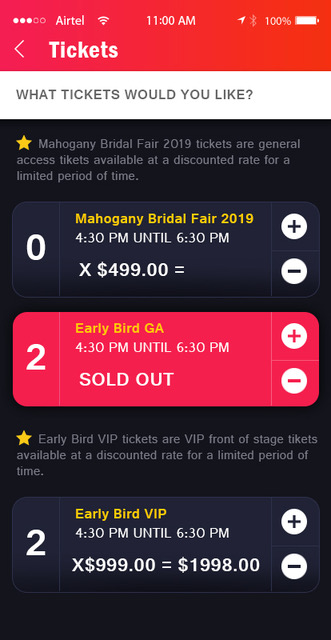 Airtel 11:00 AM 100%
Tickets
WHAT TICKETS WOULD YOU LIKE?
Mahogany Bridal Fair 2019 tickets are general
access tikets available at a discounted rate for a
limited period of time.
0
Mahogany Bridal Fair 2019
4:30 PM UNTIL 6:30 PM
X $499.00 =
2
Early Bird GA
4:30 PM UNTIL 6:30 PM
SOLD OUT
Early Bird VIP tickets are VIP front of stage tikets
available at a discounted rate for a limited period of
time.
2
Early Bird VIP
4:30 PM UNTIL 6:30 PM
X$999.00 = $1998.00